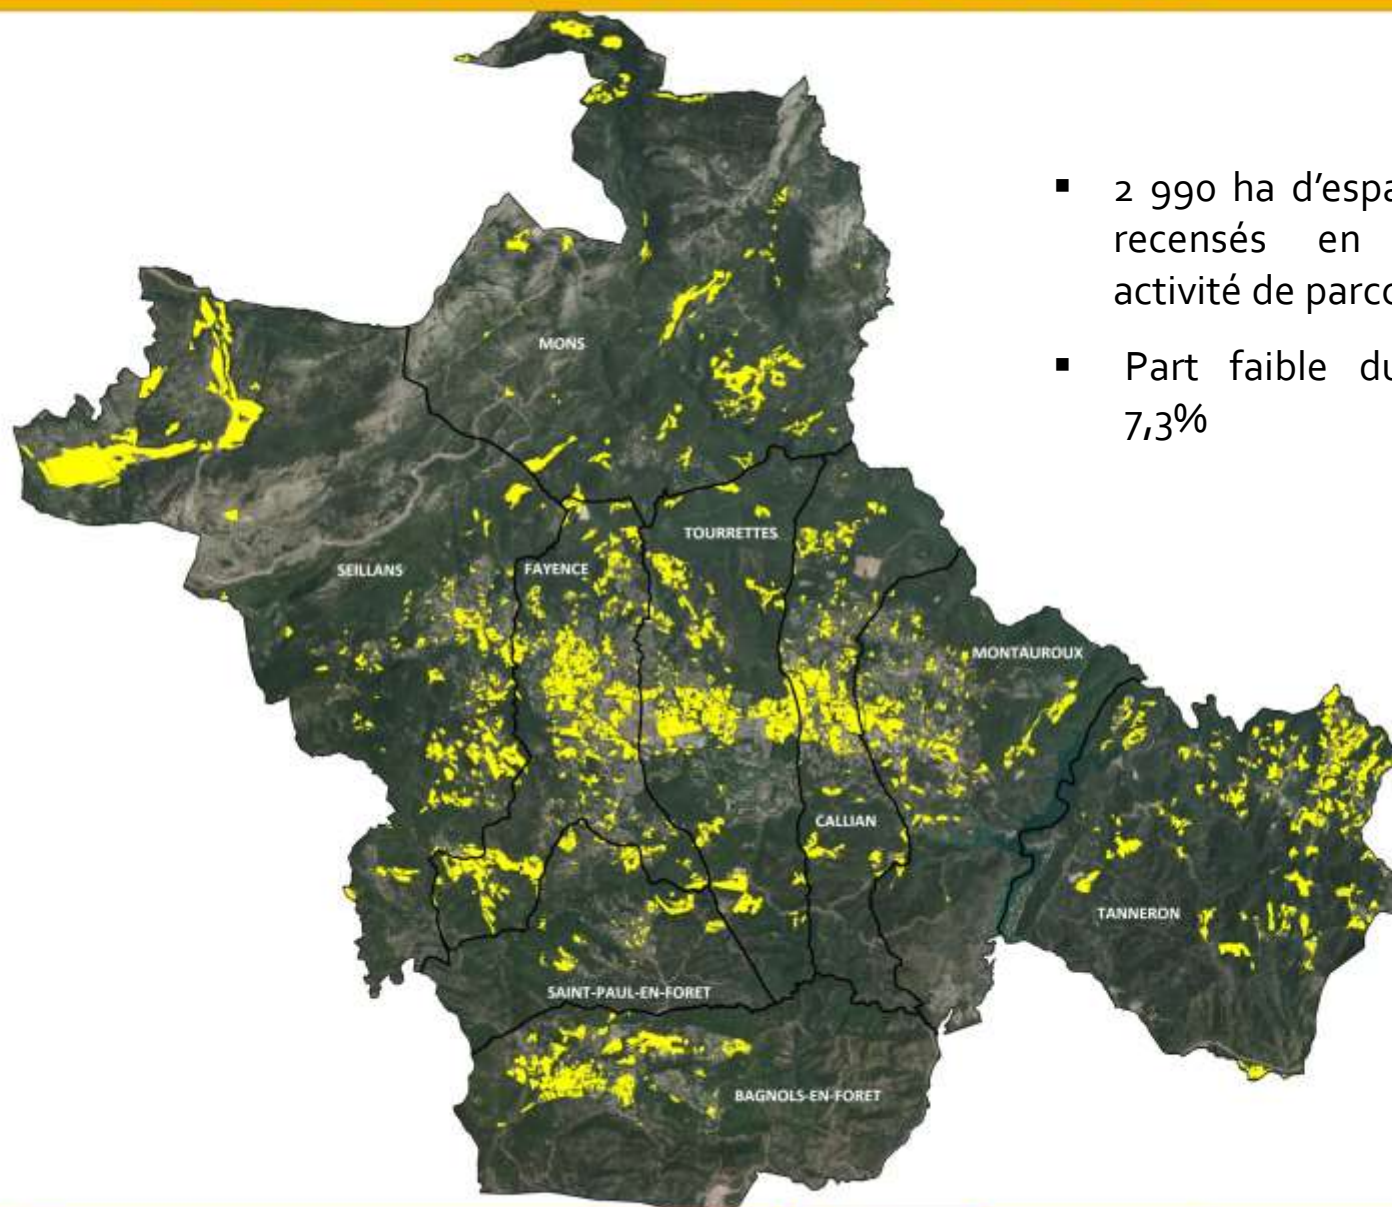 ▪ 2 990 ha d'espa
recensés en
activité de parco
▪ Part faible du
7,3%
MONS
TOURRETTES
SEILLANS
FAYENCE
MONTAUROUX
CALLIAN
TANNERON
SAINT-PAUL-EN-FORET
BAGNOLS-EN-FORET